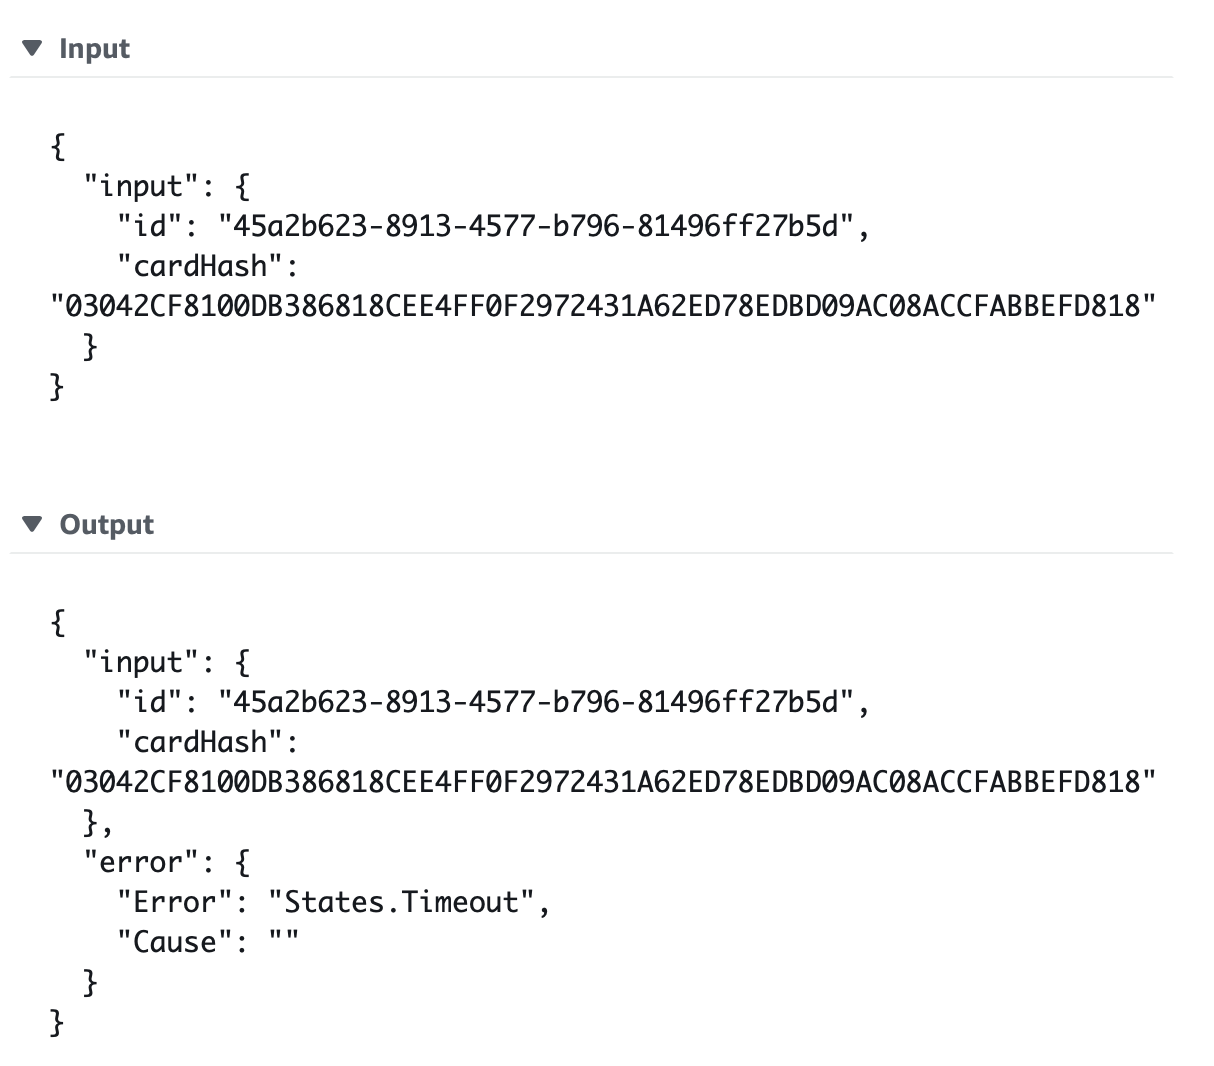 Input
{
"input": {
"id": "45a2b623-8913-4577-b796-81496ff27b5d",
"cardHash":
"03042CF8100DB386818CEE4FF0F2972431A62ED78EDBD09AC08ACCFABBEFD818"
}
}
Output
{
"input": {
"id": "45a2b623-8913-4577-b796-81496ff27b5d",
"cardHash":
"03042CF8100DB386818CEE4FF0F2972431A62ED78EDBD09AC08ACCFABBEFD818"
},
"error": {
"Error": "States.Timeout",
"Cause": ""
}
}